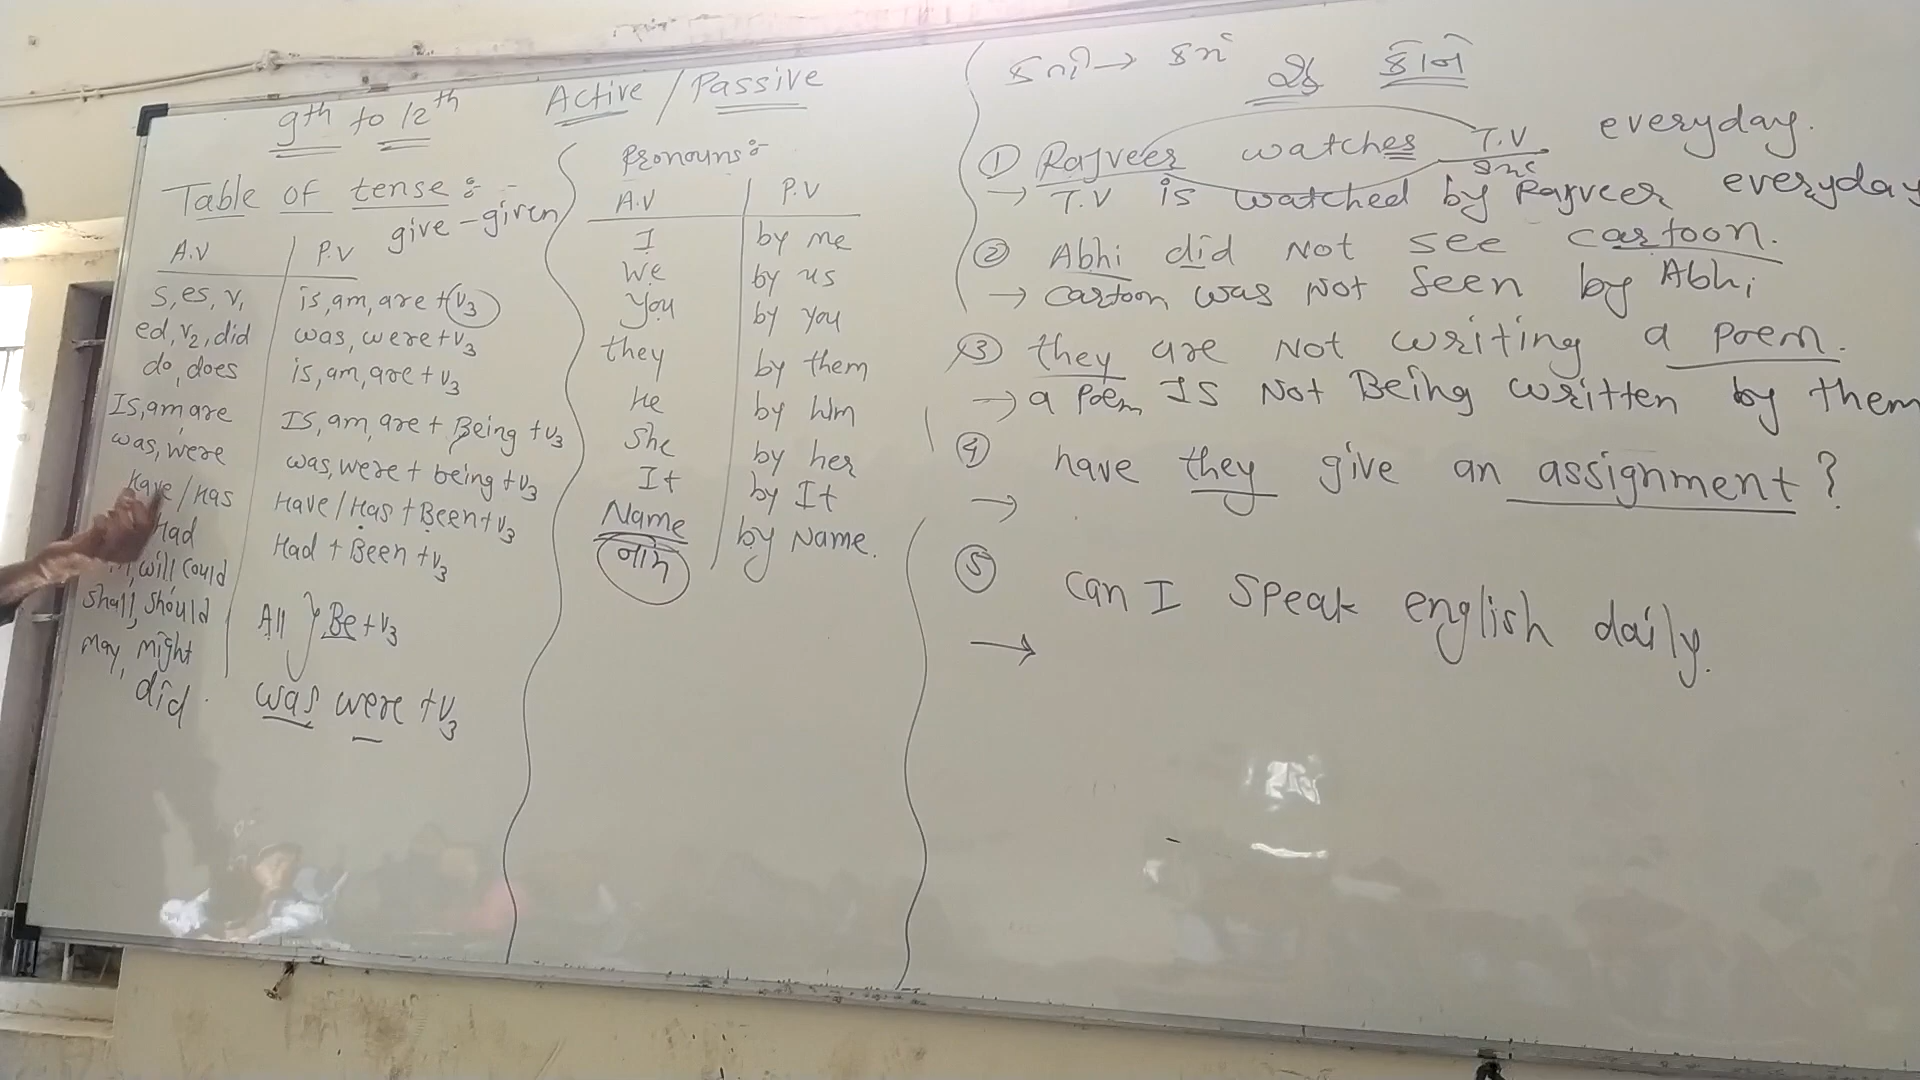 9th to 12th
Active / Passive
Table of tense :-
give - given
A.V P.V
s, es, v, is, am, are + v3
ed, v2, did was, were + v3
do, does is, am, are + v3
Is, am, are Is, am, are + Being + v3
was, were was, were + being + v3
Have / Has Have / Has + Been + v3
Had Had + Been + v3
will could
shall, should All } Be + v3
may, might
did. was were + v3
Pronouns :-
A.V P.V
I by me
We by us
You by you
they by them
He by him
She by her
It by It
Name by Name.
નામ
① Rajveer watches T.V everyday.
→ T.V is watched by Rajveer everyday
② Abhi did Not see cartoon.
→ cartoon was Not seen by Abhi
③ they are Not writing a poem.
→ a poem IS Not Being written by them
④ have they give an assignment?
→
⑤ can I speak english daily.
→